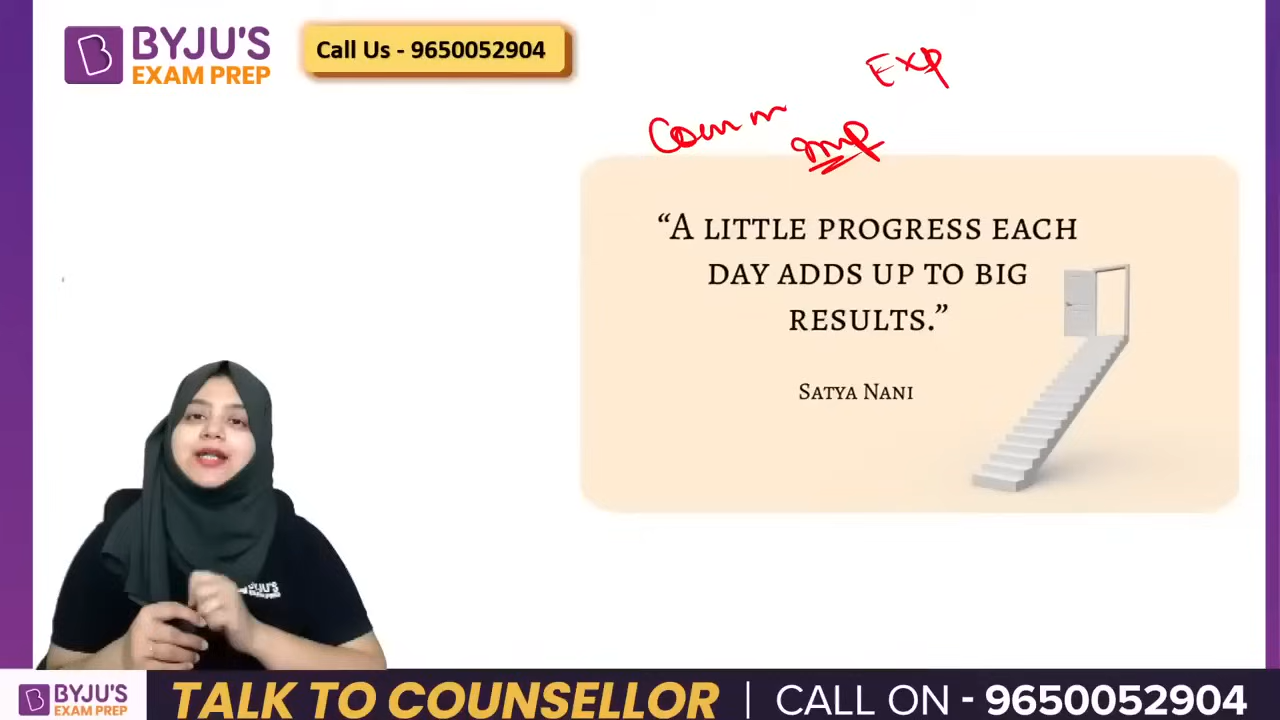 BYJU'S
EXAM PREP
Call Us - 9650052904
Exp
Comm
Imp
“A LITTLE PROGRESS EACH
DAY ADDS UP TO BIG
RESULTS.”
SATYA NANI
BYJU'S
BYJU'S
EXAM PREP
TALK TO COUNSELLOR | CALL ON - 9650052904